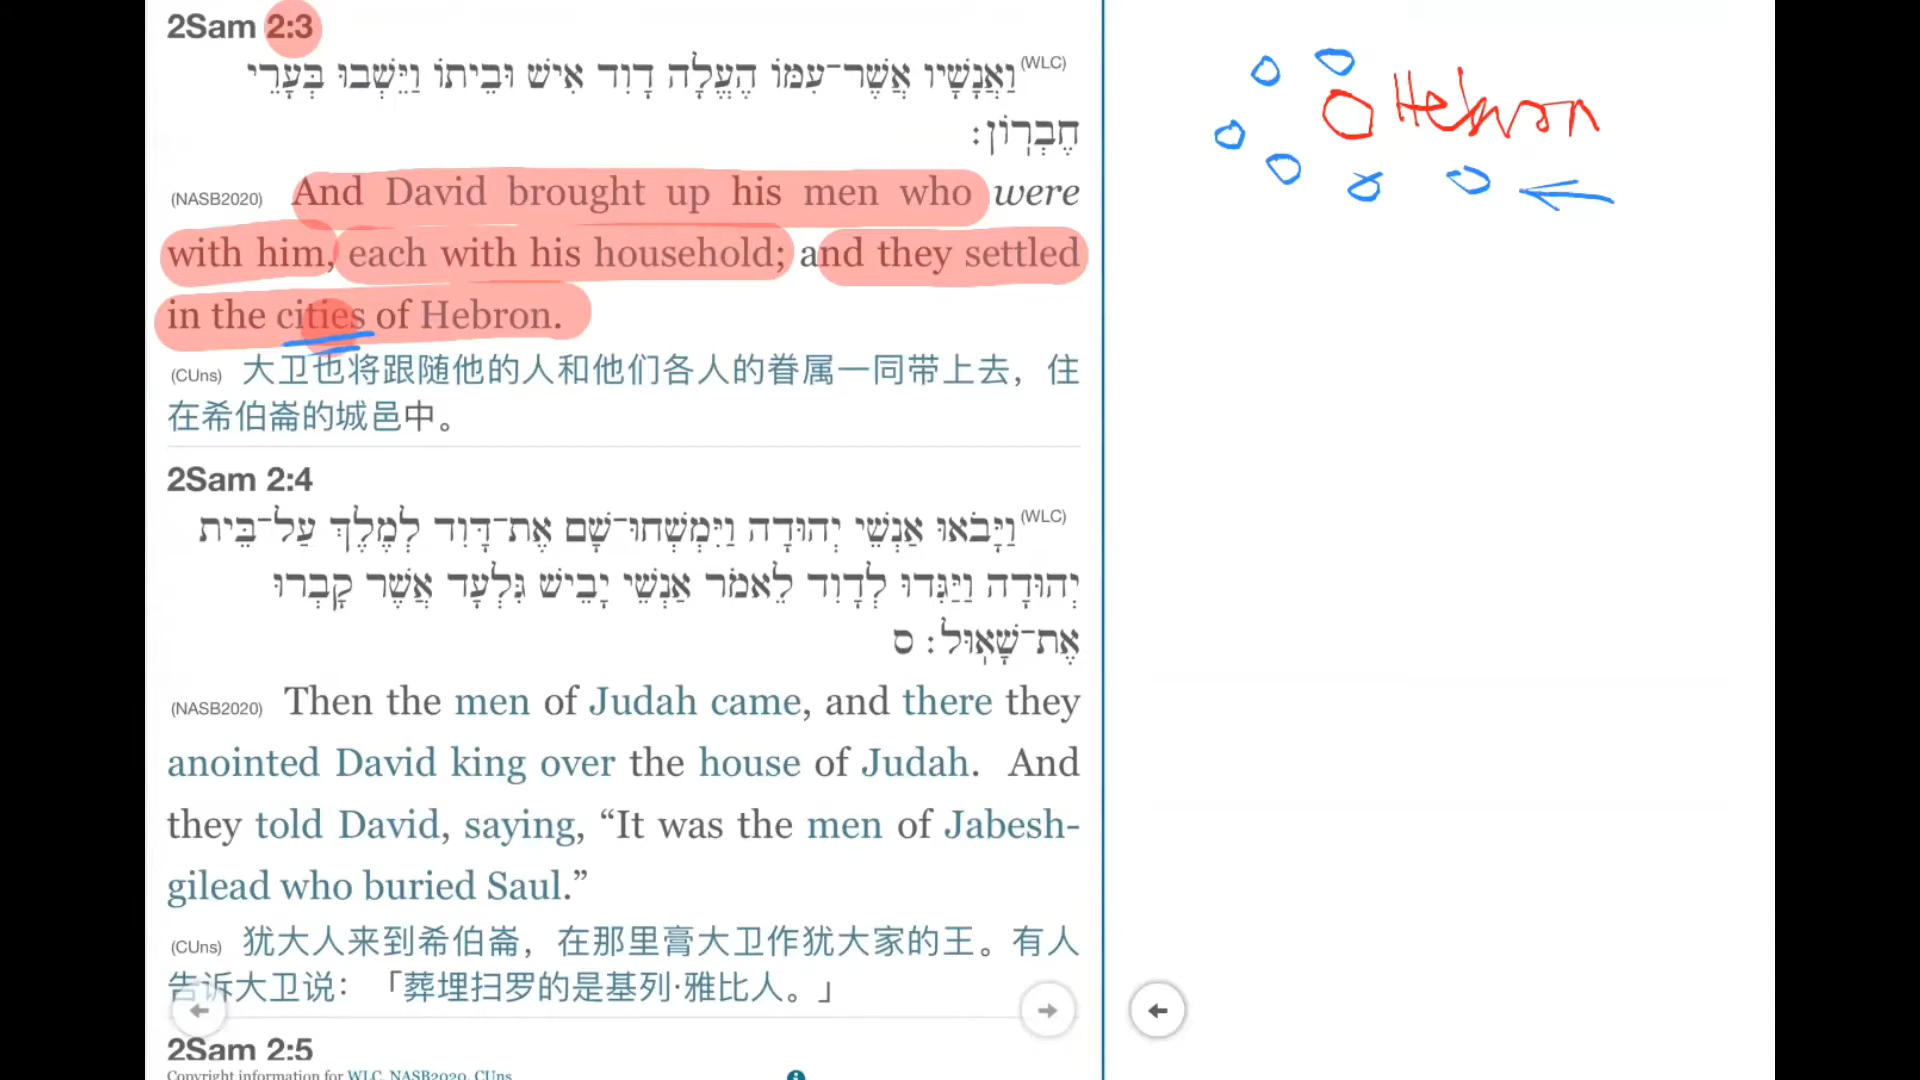 2Sam 2:3
(WLC) וַאֲנָשָׁיו אֲשֶׁר־עִמּוֹ הֶעֱלָה דָוִד אִישׁ וּבֵיתוֹ וַיֵּשְׁבוּ בְּעָרֵי
חֶבְרֽוֹן׃
(NASB2020) And David brought up his men who were
with him, each with his household; and they settled
in the cities of Hebron.
(CUns) 大卫也将跟随他的人和他们各人的眷属一同带上去，住
在希伯崙的城邑中。
2Sam 2:4
(WLC) וַיָּבֹאוּ אַנְשֵׁי יְהוּדָה וַיִּמְשְׁחוּ־שָׁם אֶת־דָּוִד לְמֶלֶךְ עַל־בֵּית
יְהוּדָה וַיַּגִּדוּ לְדָוִד לֵאמֹר אַנְשֵׁי יָבֵישׁ גִּלְעָד אֲשֶׁר קָבְרוּ
אֶת־שָׁאֽוּל׃ ס
(NASB2020) Then the men of Judah came, and there they
anointed David king over the house of Judah. And
they told David, saying, “It was the men of Jabesh-
gilead who buried Saul.”
(CUns) 犹大人来到希伯崙，在那里膏大卫作犹大家的王。有人
告诉大卫说：「葬埋扫罗的是基列·雅比人。」
2Sam 2:5
Copyright information for WLC, NASB2020, CUns
Hebron